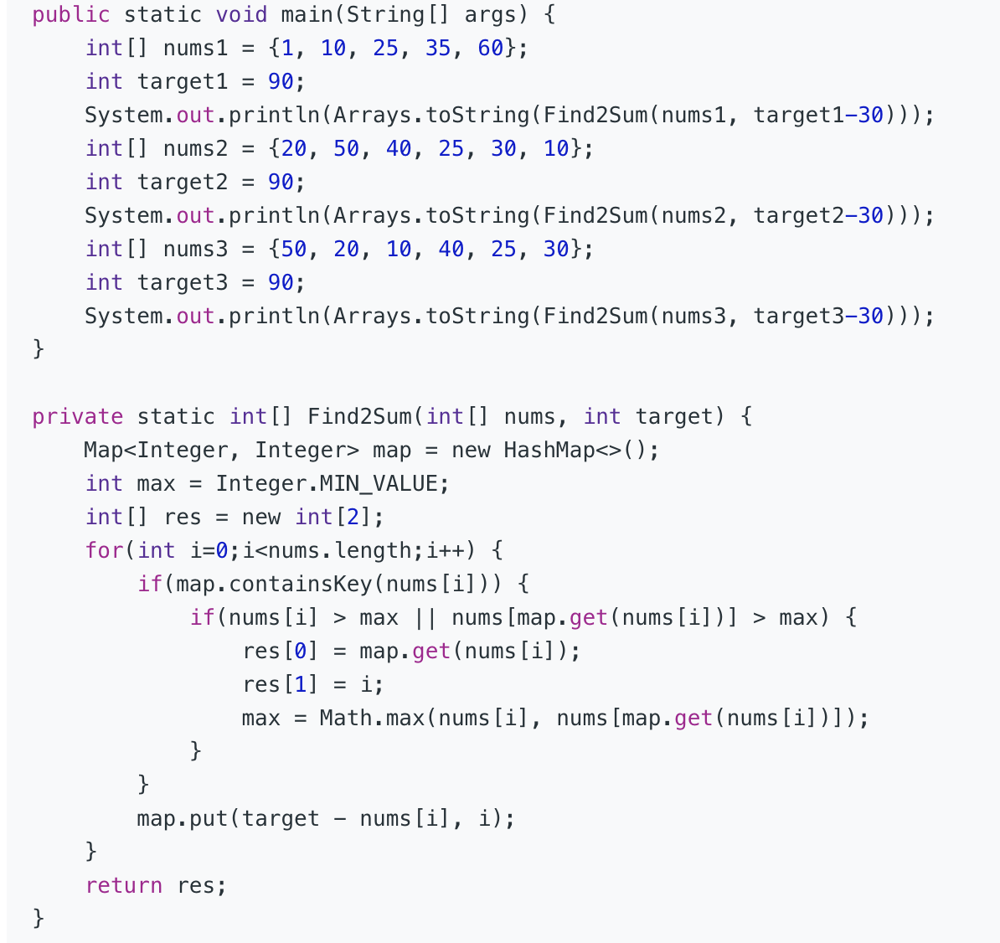 public static void main(String[] args) {
    int[] nums1 = {1, 10, 25, 35, 60};
    int target1 = 90;
    System.out.println(Arrays.toString(Find2Sum(nums1, target1-30)));
    int[] nums2 = {20, 50, 40, 25, 30, 10};
    int target2 = 90;
    System.out.println(Arrays.toString(Find2Sum(nums2, target2-30)));
    int[] nums3 = {50, 20, 10, 40, 25, 30};
    int target3 = 90;
    System.out.println(Arrays.toString(Find2Sum(nums3, target3-30)));
}

private static int[] Find2Sum(int[] nums, int target) {
    Map<Integer, Integer> map = new HashMap<>();
    int max = Integer.MIN_VALUE;
    int[] res = new int[2];
    for(int i=0;i<nums.length;i++) {
        if(map.containsKey(nums[i])) {
            if(nums[i] > max || nums[map.get(nums[i])] > max) {
                res[0] = map.get(nums[i]);
                res[1] = i;
                max = Math.max(nums[i], nums[map.get(nums[i])]);
            }
        }
        map.put(target - nums[i], i);
    }
    return res;
}